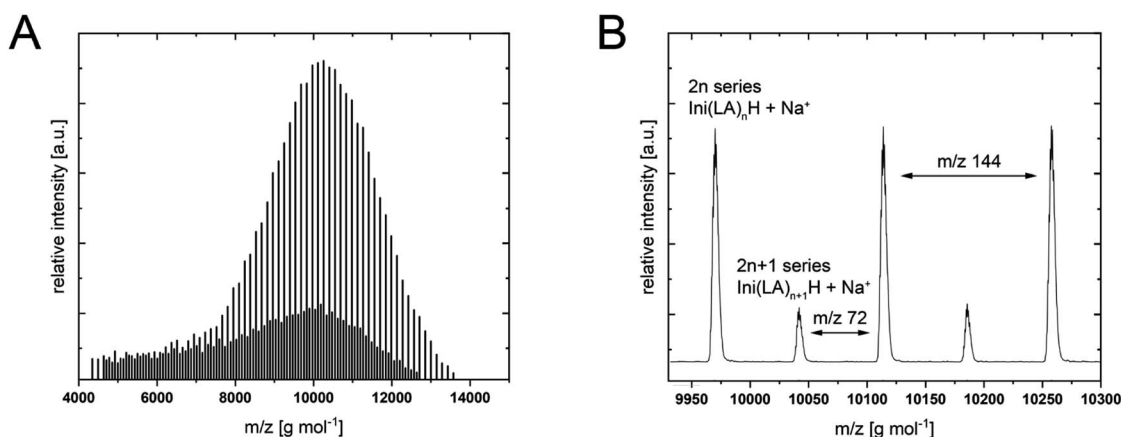 A
relative intensity [a.u.]
4000 6000 8000 10000 12000 14000
m/z [g mol⁻¹]
B
relative intensity [a.u.]
2n series
Ini(LA)ₙH + Na⁺
m/z 144
2n+1 series
Ini(LA)ₙ₊₁H + Na⁺
m/z 72
9950 10000 10050 10100 10150 10200 10250 10300
m/z [g mol⁻¹]